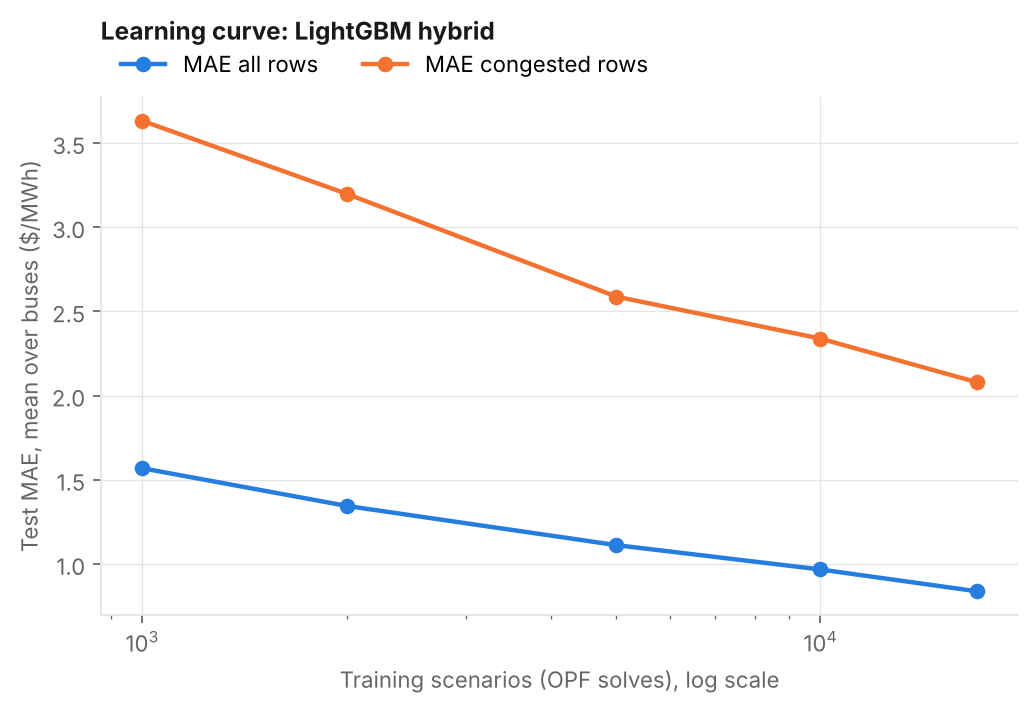 Learning curve: LightGBM hybrid
MAE all rows
MAE congested rows
Test MAE, mean over buses ($/MWh)
3.5
3.0
2.5
2.0
1.5
1.0
10³
10⁴
Training scenarios (OPF solves), log scale